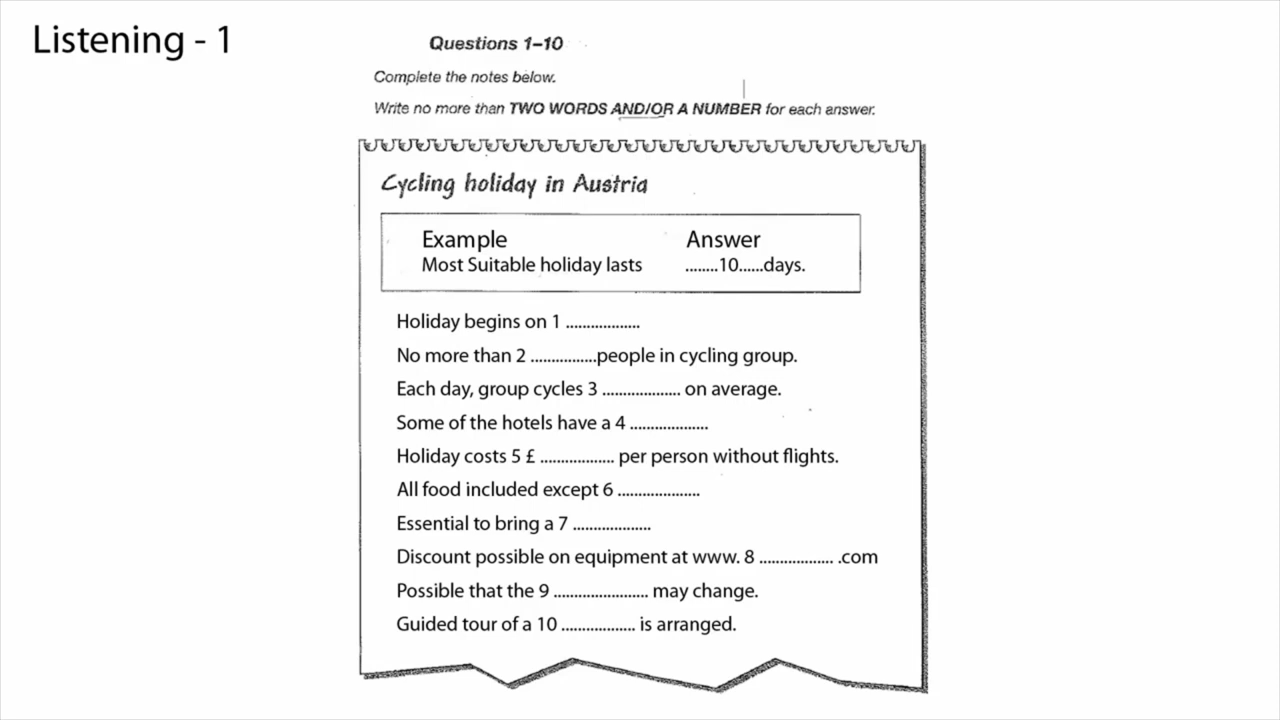 Listening - 1
Questions 1–10
Complete the notes below.
Write no more than TWO WORDS AND/OR A NUMBER for each answer.
Cycling holiday in Austria
Example Answer
Most Suitable holiday lasts ........10......days.
Holiday begins on 1 ..................
No more than 2 ................people in cycling group.
Each day, group cycles 3 ................... on average.
Some of the hotels have a 4 ...................
Holiday costs 5 £ .................. per person without flights.
All food included except 6 ....................
Essential to bring a 7 ...................
Discount possible on equipment at www. 8 .................. .com
Possible that the 9 ....................... may change.
Guided tour of a 10 .................. is arranged.